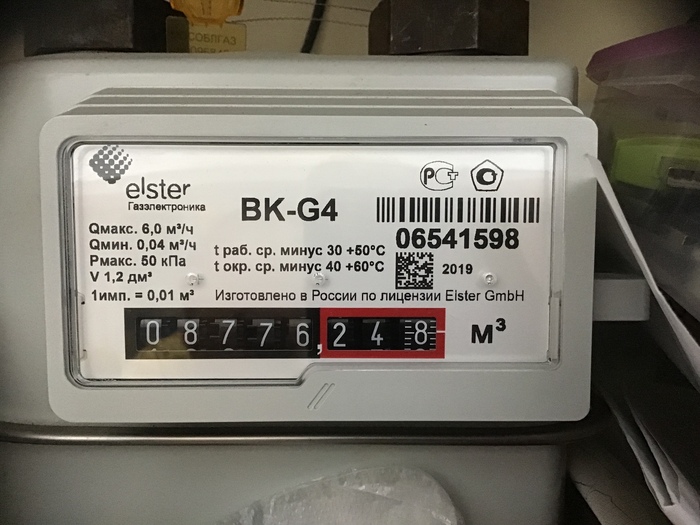 elster
Газэлектроника
BK-G4
06541598
Qмакс. 6,0 м³/ч
Qмин. 0,04 м³/ч
Pмакс. 50 кПа
V 1,2 дм³
1имп. = 0,01 м³
t раб. ср. минус 30 +50°C
t окр. ср. минус 40 +60°C
2019
Изготовлено в России по лицензии Elster GmbH
08776,248 м³